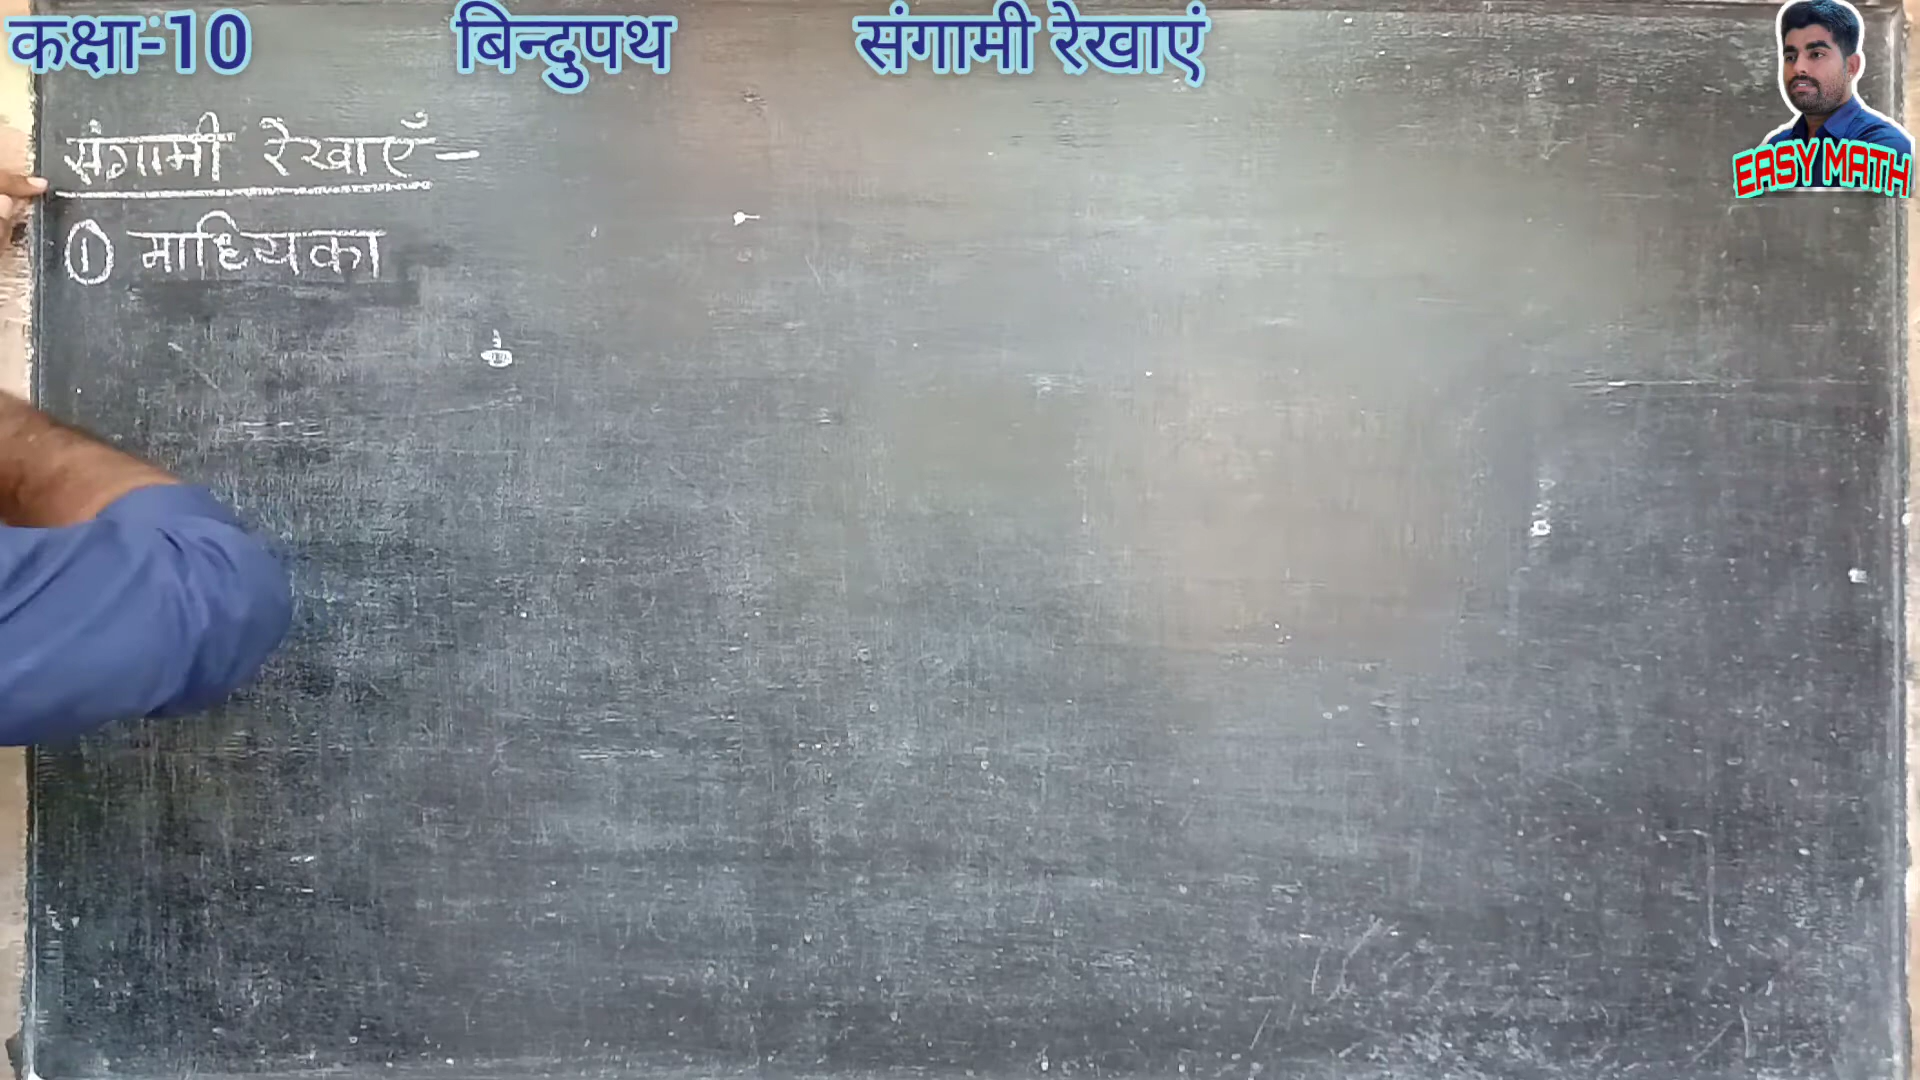 कक्षा-10 बिन्दुपथ संगामी रेखाएं
EASY MATH
संगामी रेखाएँ -
① माध्यिका